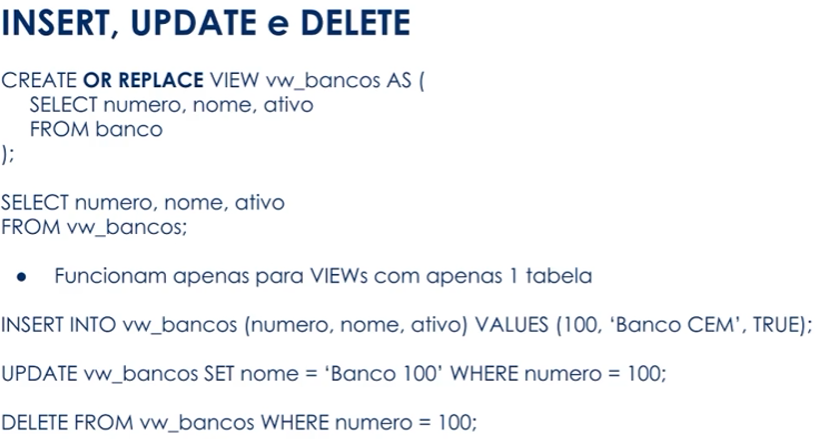 INSERT, UPDATE e DELETE
CREATE OR REPLACE VIEW vw_bancos AS (
SELECT numero, nome, ativo
FROM banco
);
SELECT numero, nome, ativo
FROM vw_bancos;
● Funcionam apenas para VIEWs com apenas 1 tabela
INSERT INTO vw_bancos (numero, nome, ativo) VALUES (100, ‘Banco CEM’, TRUE);
UPDATE vw_bancos SET nome = ‘Banco 100’ WHERE numero = 100;
DELETE FROM vw_bancos WHERE numero = 100;